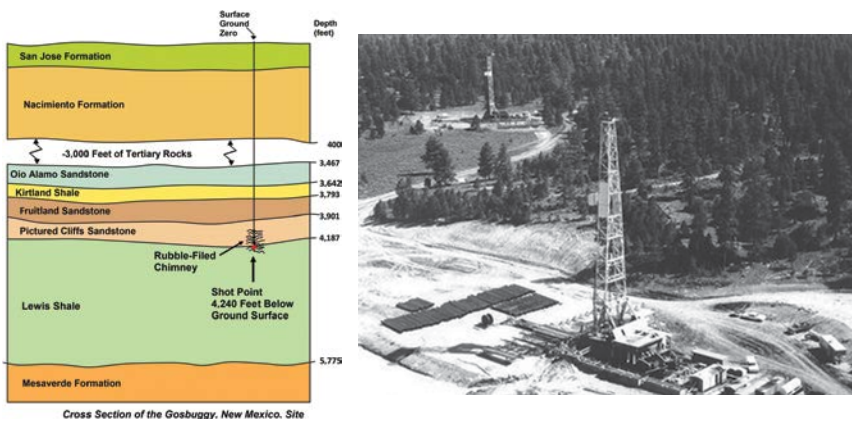 Surface
Ground
Zero
Depth
(feet)
San Jose Formation
Nacimiento Formation
400
-3,000 Feet of Tertiary Rocks
3,467
Oio Alamo Sandstone
3,642
Kirtland Shale
3,793
Fruitland Sandstone
3,901
Pictured Cliffs Sandstone
4,187
Rubble-Filed
Chimney
Shot Point
4,240 Feet Below
Ground Surface
Lewis Shale
5,775
Mesaverde Formation
Cross Section of the Gosbuggy, New Mexico. Site